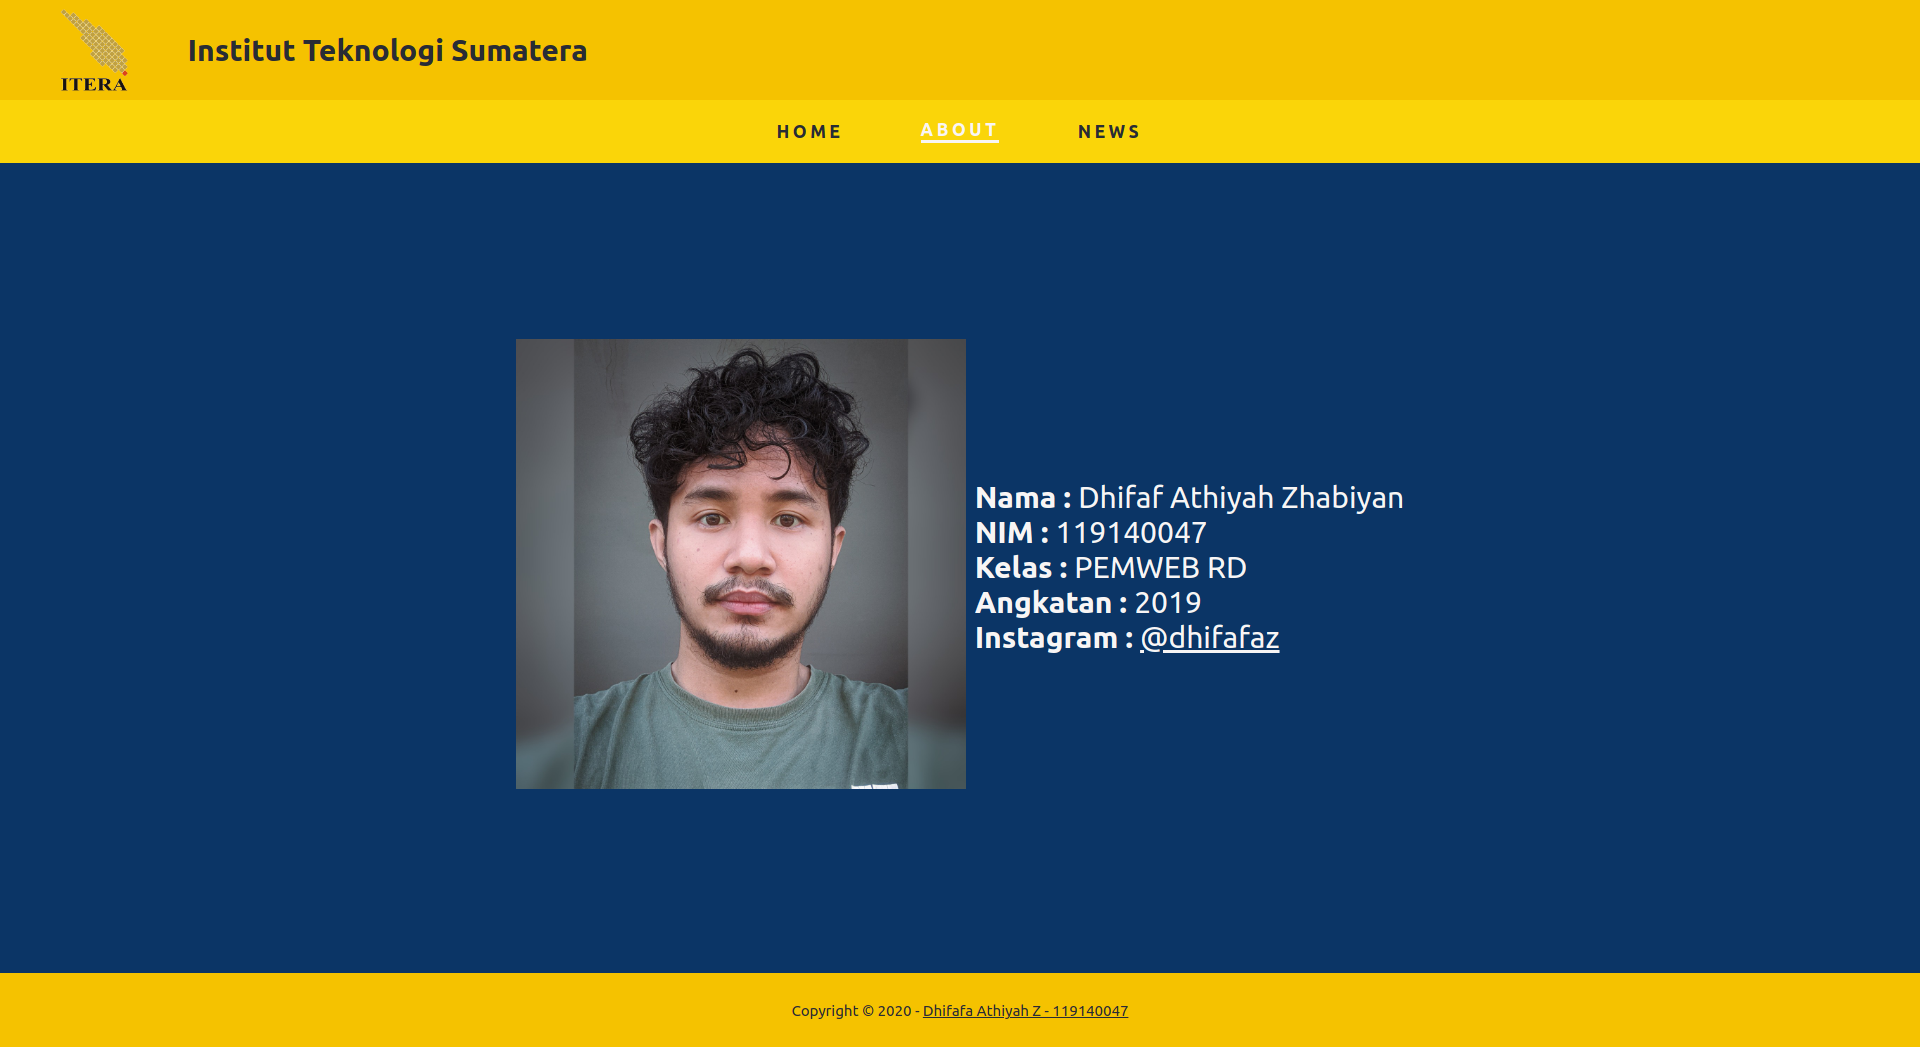 ITERA
Institut Teknologi Sumatera
HOME ABOUT NEWS
Nama : Dhifaf Athiyah Zhabiyan
NIM : 119140047
Kelas : PEMWEB RD
Angkatan : 2019
Instagram : @dhifafaz
Copyright © 2020 - Dhifafa Athiyah Z - 119140047